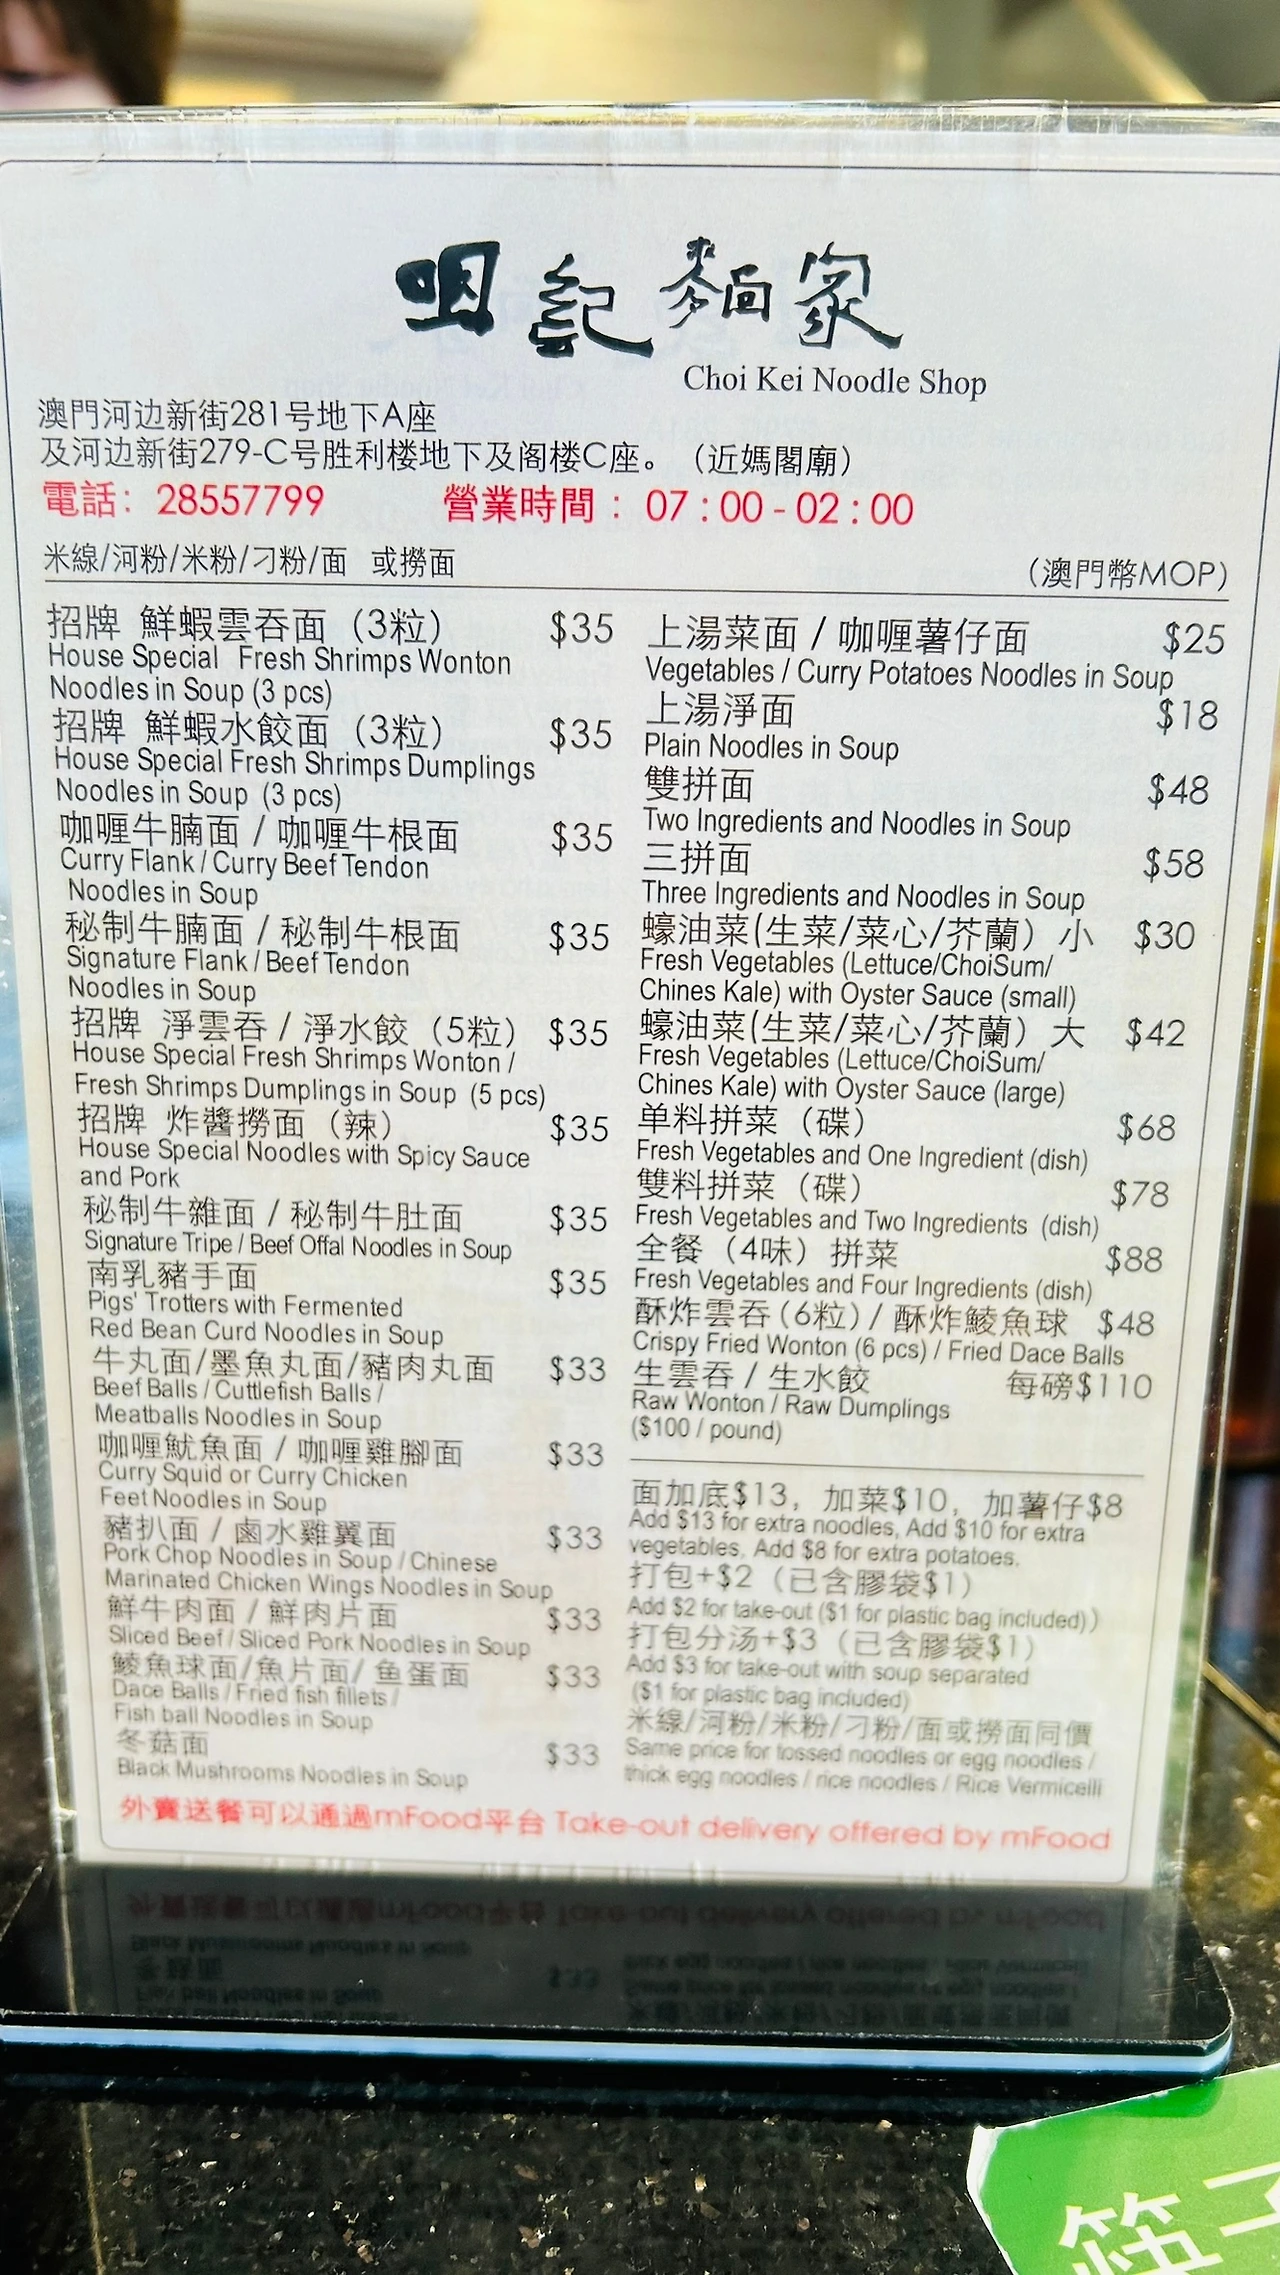 咀記麵家
Choi Kei Noodle Shop
澳門河边新街281号地下A座
及河边新街279-C号胜利楼地下及阁楼C座。（近媽閣廟）
電話：28557799 營業時間：07:00-02:00
米線/河粉/米粉/刁粉/面 或撈面 （澳門幣MOP）
招牌 鮮蝦雲吞面（3粒） $35
House Special Fresh Shrimps Wonton
Noodles in Soup (3 pcs)
招牌 鮮蝦水餃面（3粒） $35
House Special Fresh Shrimps Dumplings
Noodles in Soup (3 pcs)
咖喱牛腩面 / 咖喱牛根面 $35
Curry Flank / Curry Beef Tendon
Noodles in Soup
秘制牛腩面 / 秘制牛根面 $35
Signature Flank / Beef Tendon
Noodles in Soup
招牌 淨雲吞 / 淨水餃（5粒） $35
House Special Fresh Shrimps Wonton /
Fresh Shrimps Dumplings in Soup (5 pcs)
招牌 炸醬撈面（辣） $35
House Special Noodles with Spicy Sauce
and Pork
秘制牛雜面 / 秘制牛肚面 $35
Signature Tripe / Beef Offal Noodles in Soup
南乳豬手面 $35
Pigs' Trotters with Fermented
Red Bean Curd Noodles in Soup
牛丸面/墨魚丸面/豬肉丸面 $33
Beef Balls / Cuttlefish Balls /
Meatballs Noodles in Soup
咖喱魷魚面 / 咖喱雞腳面 $33
Curry Squid or Curry Chicken
Feet Noodles in Soup
豬扒面 / 鹵水雞翼面 $33
Pork Chop Noodles in Soup / Chinese
Marinated Chicken Wings Noodles in Soup
鮮牛肉面 / 鮮肉片面 $33
Sliced Beef / Sliced Pork Noodles in Soup
鯪魚球面/魚片面/ 鱼蛋面 $33
Dace Balls / Fried fish fillets /
Fish ball Noodles in Soup
冬菇面 $33
Black Mushrooms Noodles in Soup
上湯菜面 / 咖喱薯仔面 $25
Vegetables / Curry Potatoes Noodles in Soup
上湯淨面 $18
Plain Noodles in Soup
雙拼面 $48
Two Ingredients and Noodles in Soup
三拼面 $58
Three Ingredients and Noodles in Soup
蠔油菜(生菜/菜心/芥蘭）小 $30
Fresh Vegetables (Lettuce/ChoiSum/
Chines Kale) with Oyster Sauce (small)
蠔油菜(生菜/菜心/芥蘭）大 $42
Fresh Vegetables (Lettuce/ChoiSum/
Chines Kale) with Oyster Sauce (large)
单料拼菜（碟） $68
Fresh Vegetables and One Ingredient (dish)
雙料拼菜（碟） $78
Fresh Vegetables and Two Ingredients (dish)
全餐（4味）拼菜 $88
Fresh Vegetables and Four Ingredients (dish)
酥炸雲吞(6粒) / 酥炸鯪魚球 $48
Crispy Fried Wonton (6 pcs) / Fried Dace Balls
生雲吞 / 生水餃 每磅$110
Raw Wonton / Raw Dumplings
($100 / pound)
面加底$13，加菜$10，加薯仔$8
Add $13 for extra noodles, Add $10 for extra
vegetables, Add $8 for extra potatoes.
打包+$2（已含膠袋$1）
Add $2 for take-out ($1 for plastic bag included))
打包分汤+$3（已含膠袋$1）
Add $3 for take-out with soup separated
($1 for plastic bag included)
米線/河粉/米粉/刁粉/面或撈面同價
Same price for tossed noodles or egg noodles /
thick egg noodles / rice noodles / Rice Vermicelli
外賣送餐可以通過mFood平台 Take-out delivery offered by mFood
筷子